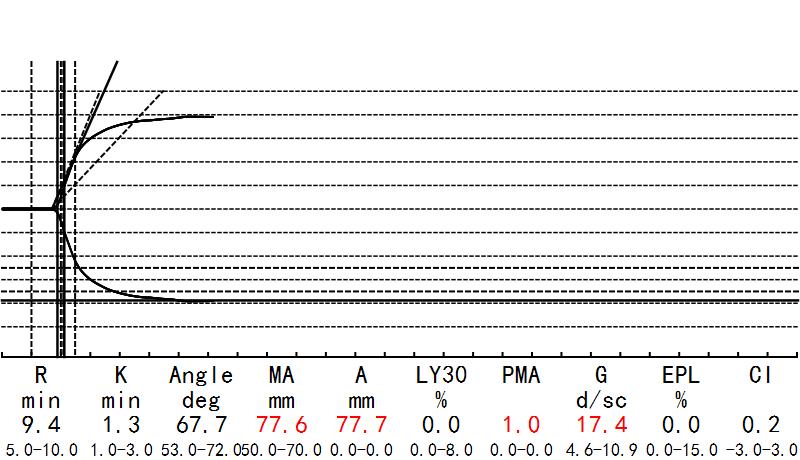 R K Angle MA A LY30 PMA G EPL CI
min min deg mm mm % d/sc %
9.4 1.3 67.7 77.6 77.7 0.0 1.0 17.4 0.0 0.2
5.0-10.0 1.0-3.0 53.0-72.0 50.0-70.0 0.0-0.0 0.0-8.0 0.0-0.0 4.6-10.9 0.0-15.0 -3.0-3.0